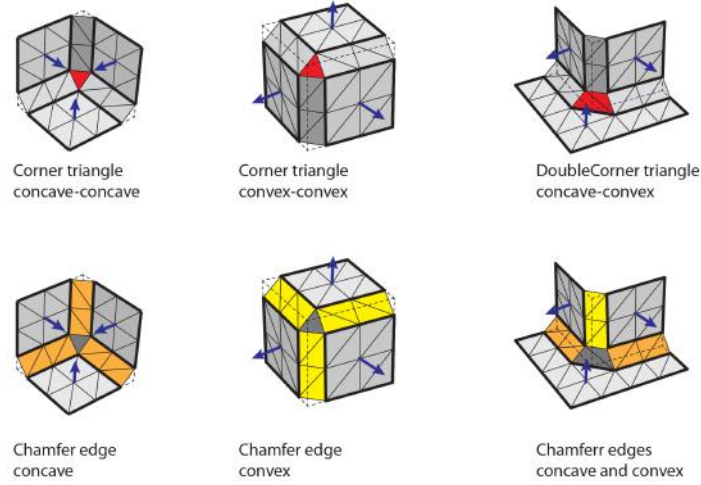 Corner triangle
concave-concave
Corner triangle
convex-convex
DoubleCorner triangle
concave-convex
Chamfer edge
concave
Chamfer edge
convex
Chamferr edges
concave and convex